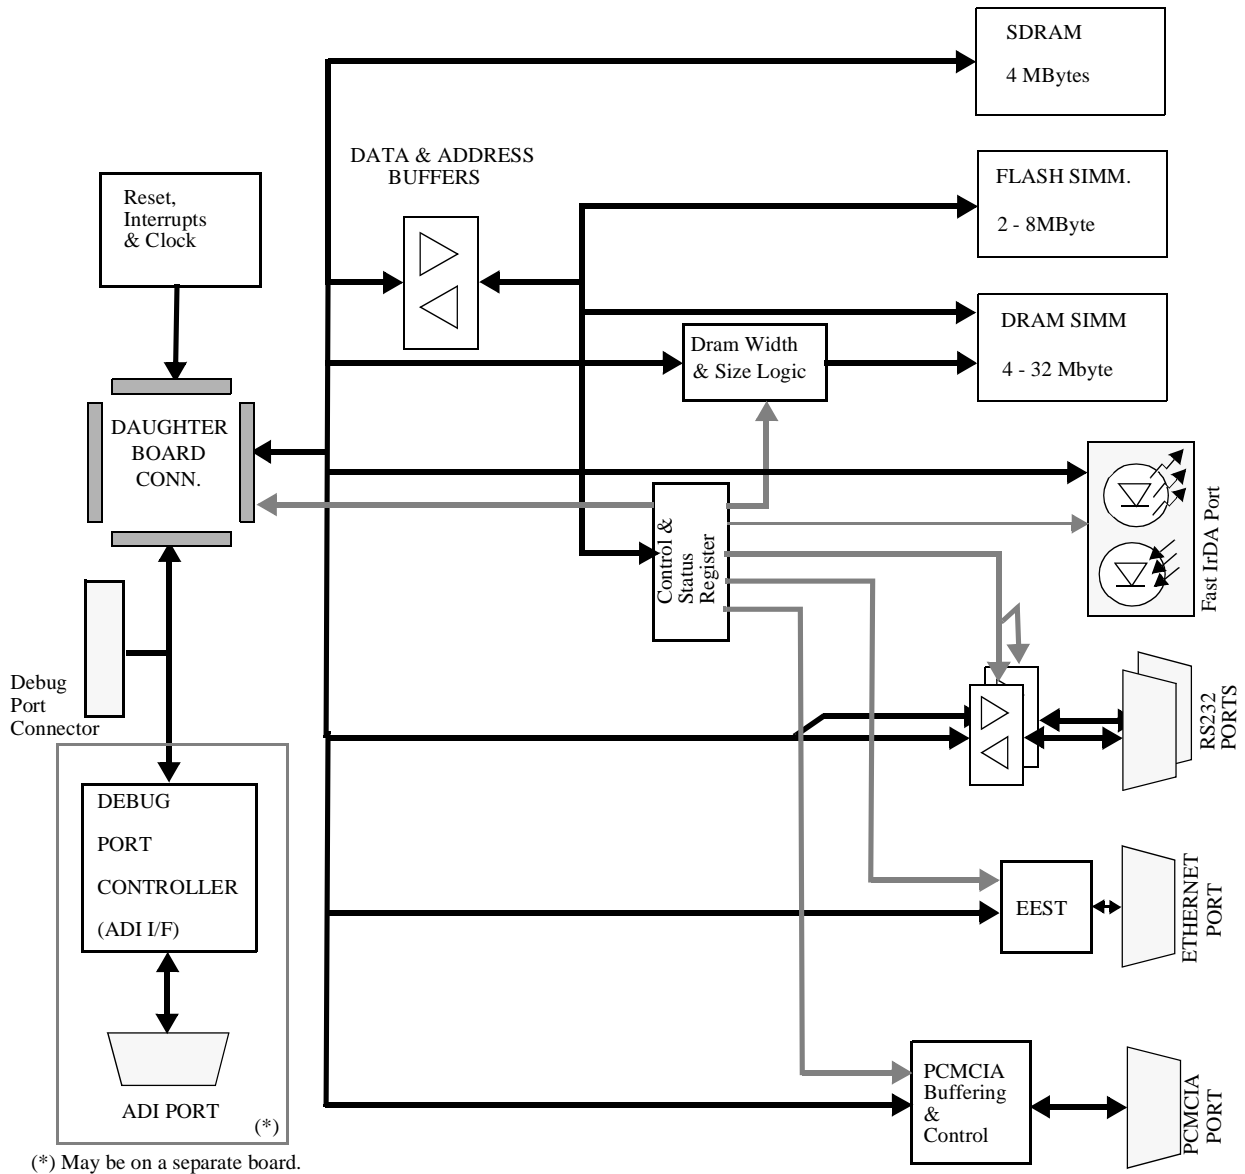 SDRAM
4 MBytes
DATA & ADDRESS
BUFFERS
FLASH SIMM.
2 - 8MByte
Reset,
Interrupts
& Clock
DRAM SIMM
4 - 32 Mbyte
Dram Width
& Size Logic
DAUGHTER
BOARD
CONN.
Control &
Status
Register
Fast IrDA Port
Debug
Port
Connector
RS232
PORTS
DEBUG
PORT
CONTROLLER
(ADI I/F)
EEST
ETHERNET
PORT
ADI PORT
(*)
PCMCIA
Buffering
&
Control
PCMCIA
PORT
(*) May be on a separate board.